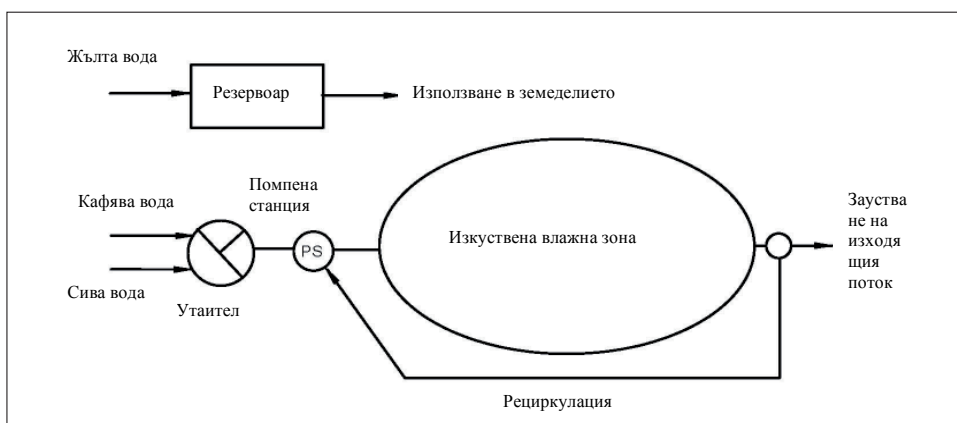 Жълта вода
Резервоар
Използване в земеделието
Помпена
станция
Кафява вода
PS
Изкуствена влажна зона
Зауства
не на
изходя
щия
поток
Сива вода
Утаител
Рециркулация